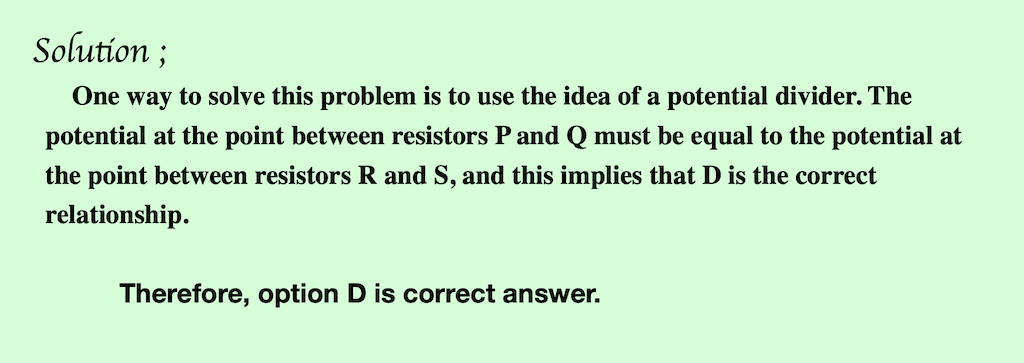 Solution ;
One way to solve this problem is to use the idea of a potential divider. The
potential at the point between resistors P and Q must be equal to the potential at
the point between resistors R and S, and this implies that D is the correct
relationship.
Therefore, option D is correct answer.